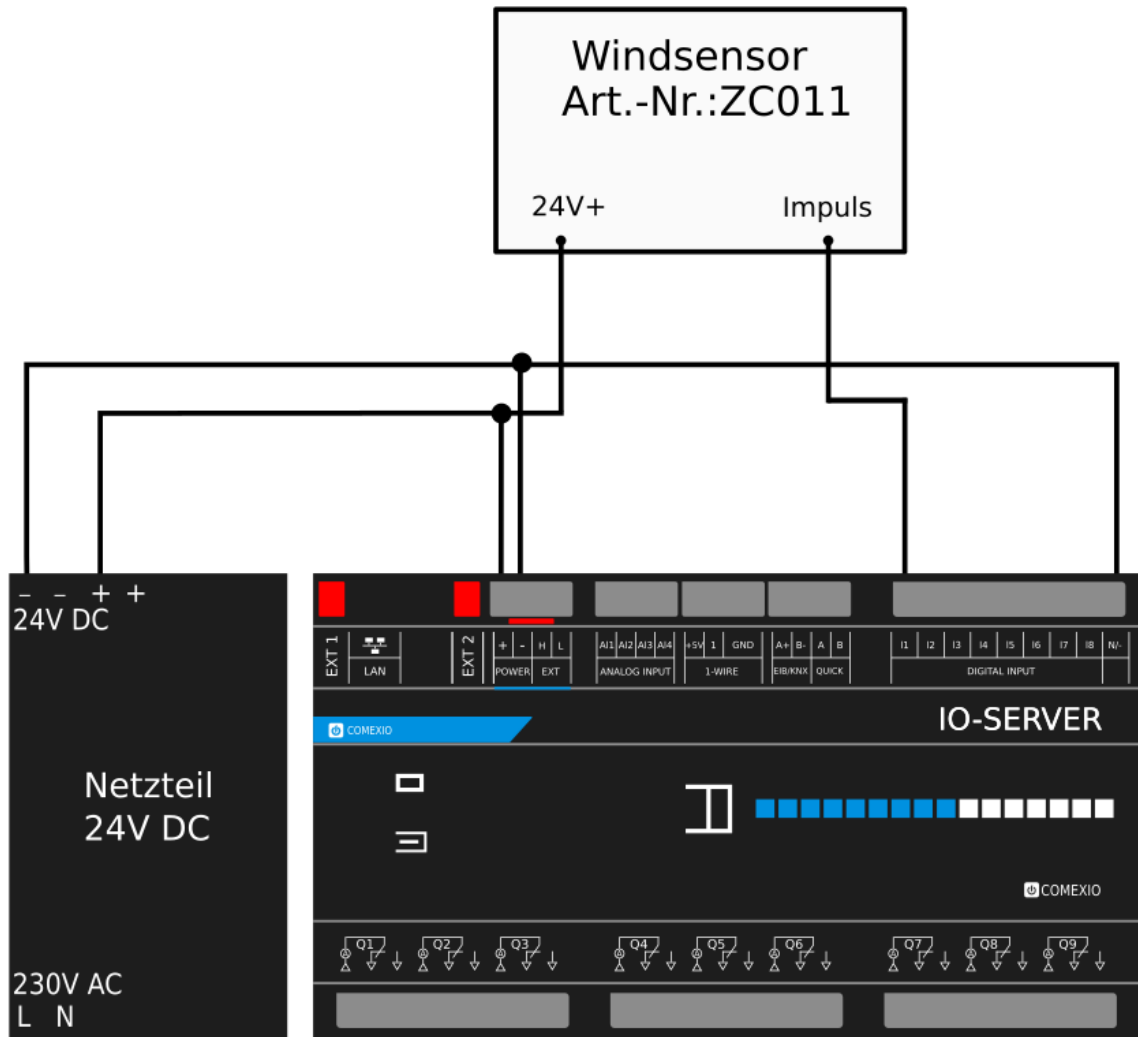 Windsensor
Art.-Nr.:ZC011
24V+ Impuls
- - + +
24V DC
Netzteil
24V DC
230V AC
L N
EXT 1
LAN
EXT 2
+ - H L
POWER EXT
AI1 AI2 AI3 AI4
ANALOG INPUT
+5V 1 GND
1-WIRE
A+ B- A B
EIB/KNX QUICK
I1 I2 I3 I4 I5 I6 I7 I8 N/-
DIGITAL INPUT
IO-SERVER
COMEXIO
COMEXIO
Q1 Q2 Q3 Q4 Q5 Q6 Q7 Q8 Q9